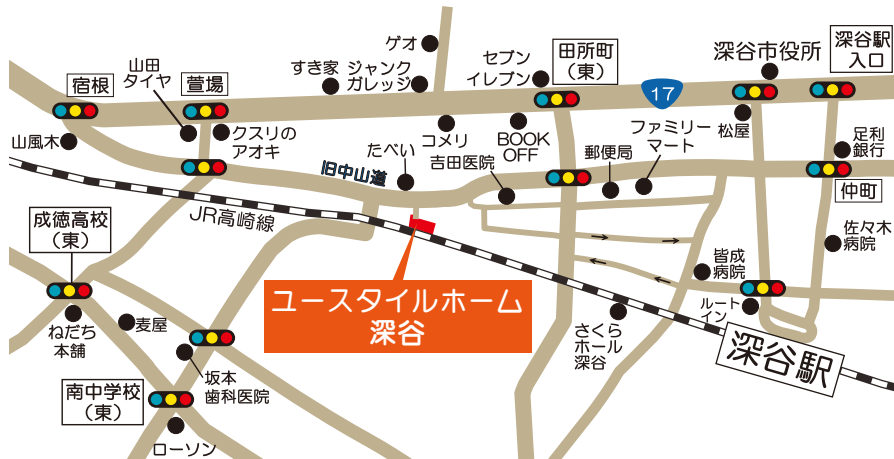 ゲオ
すき家
ジャンク
ガレッジ
セブン
イレブン
田所町
(東)
深谷市役所
深谷駅
入口
宿根
山田
タイヤ
萱場
17
山風木
クスリの
アオキ
コメリ
BOOK
OFF
ファミリー
マート
松屋
足利
銀行
たべい
吉田医院
郵便局
旧中山道
仲町
JR高崎線
成徳高校
(東)
佐々木
病院
皆成
病院
ユースタイルホーム
深谷
ルート
イン
さくら
ホール
深谷
深谷駅
ねだち
本舗
麦屋
坂本
歯科医院
南中学校
(東)
ローソン